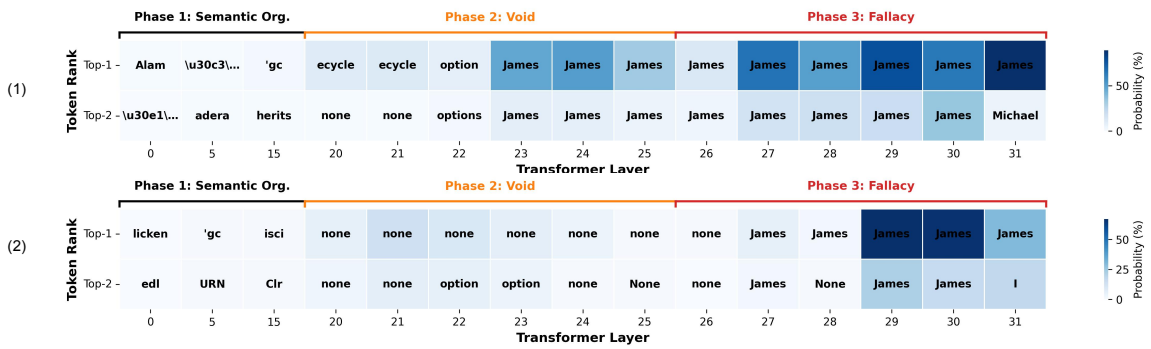 Phase 1: Semantic Org. Phase 2: Void Phase 3: Fallacy
(1)
Token Rank
Top-1 Alam \u30c3\... 'gc ecycle ecycle option James James James James James James James James James
Top-2 \u30e1\... adera herits none none options James James James James James James James James Michael
0 5 15 20 21 22 23 24 25 26 27 28 29 30 31
Transformer Layer
50
0
Probability (%)
Phase 1: Semantic Org. Phase 2: Void Phase 3: Fallacy
(2)
Token Rank
Top-1 licken 'gc isci none none none none none none none James James James James James
Top-2 edl URN Clr none none option option none None none James None James James I
0 5 15 20 21 22 23 24 25 26 27 28 29 30 31
Transformer Layer
50
25
0
Probability (%)